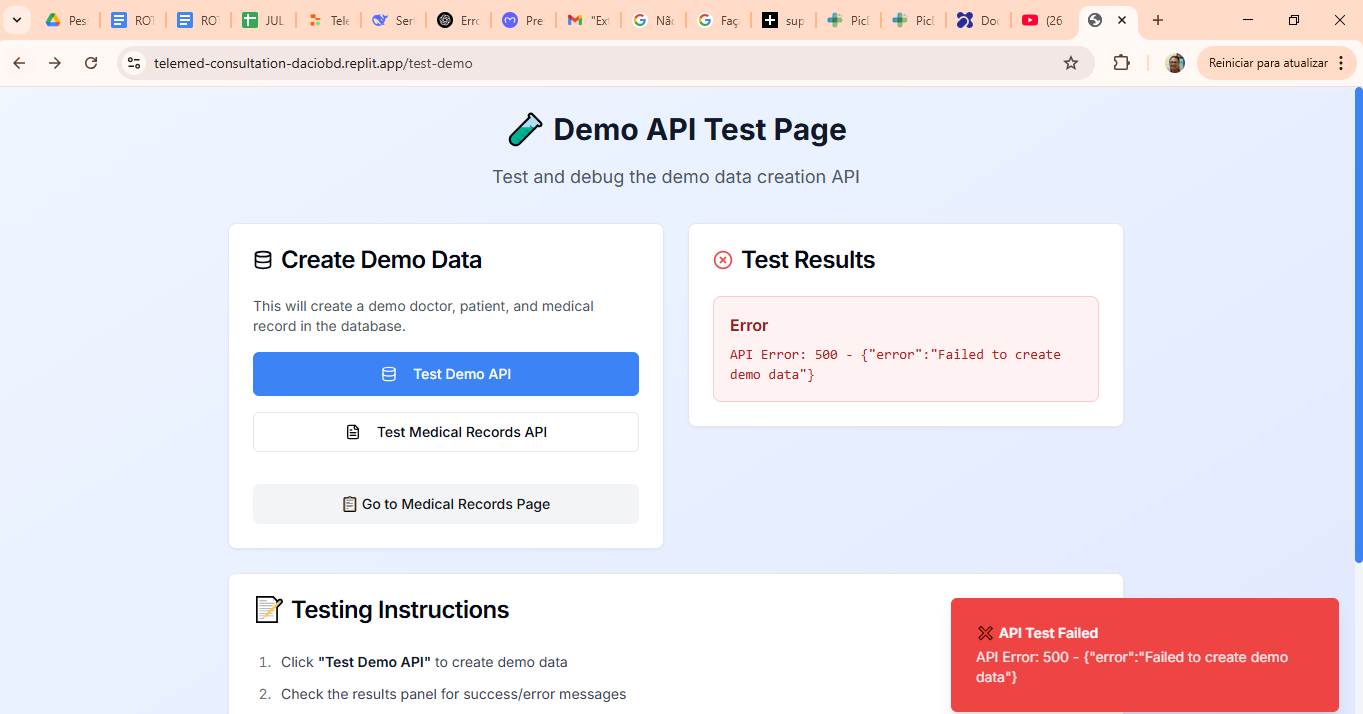 Pes
RO
RO
JUL
Tele
Ser
Erro
Pre
"Ext
Não
Faç
sup
Picl
Picl
Doc
(26
telemed-consultation-daciobd.replit.app/test-demo
Reiniciar para atualizar
Demo API Test Page
Test and debug the demo data creation API
Create Demo Data
This will create a demo doctor, patient, and medical
record in the database.
Test Demo API
Test Medical Records API
Go to Medical Records Page
Test Results
Error
API Error: 500 - {"error":"Failed to create
demo data"}
Testing Instructions
1. Click "Test Demo API" to create demo data
2. Check the results panel for success/error messages
API Test Failed
API Error: 500 - {"error":"Failed to create demo
data"}